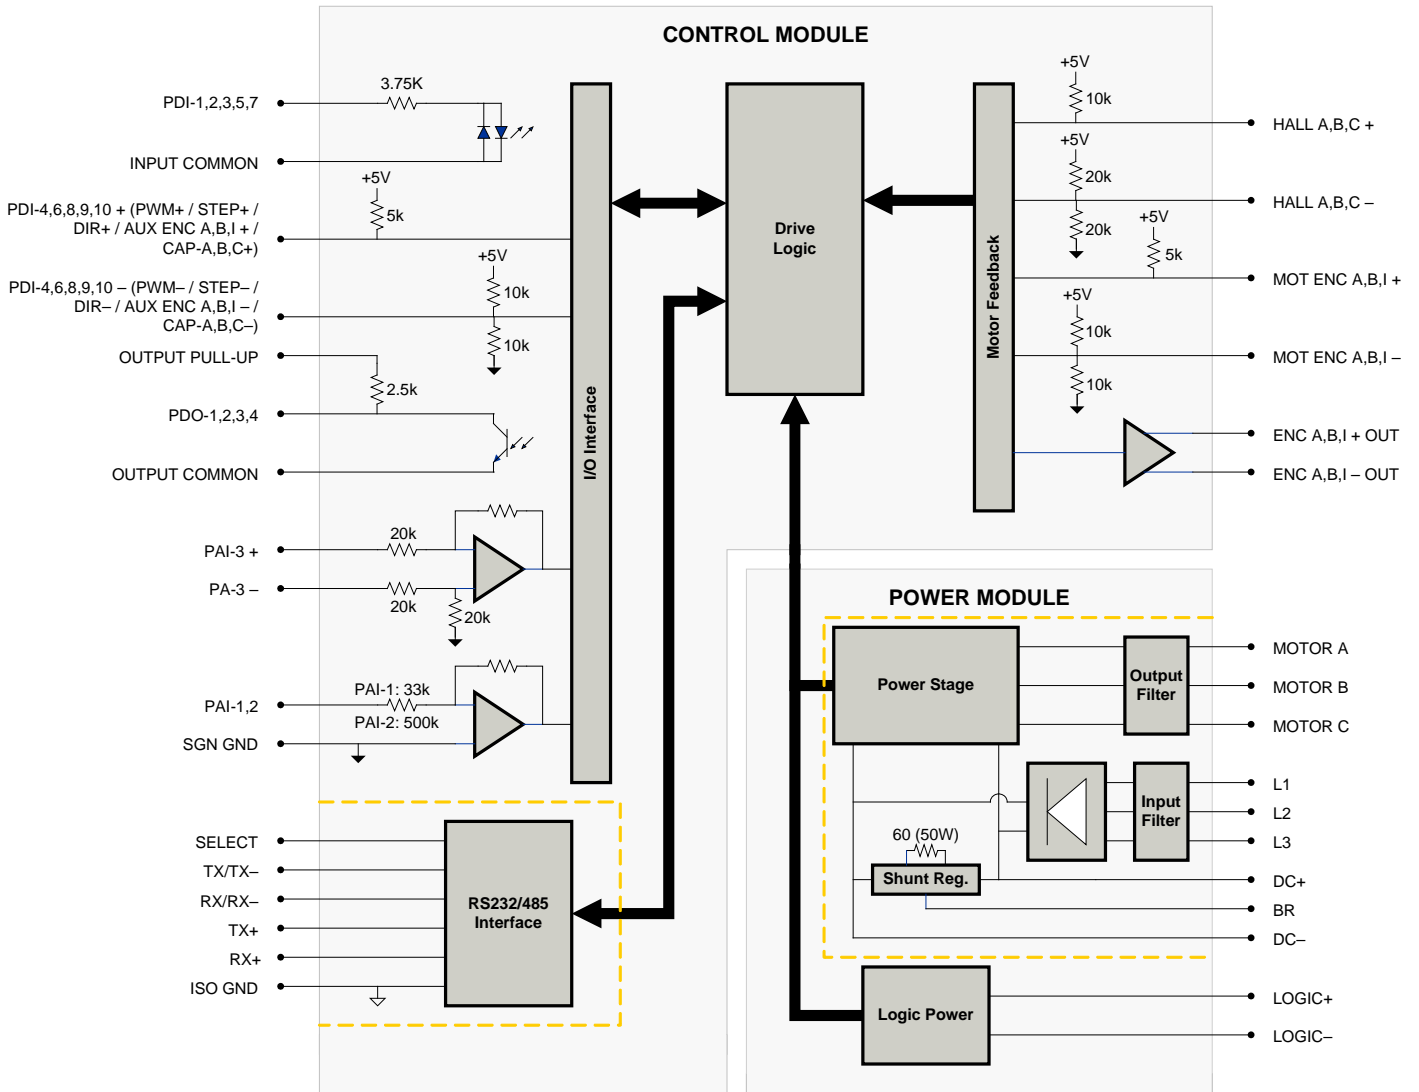 CONTROL MODULE
PDI-1,2,3,5,7
3.75K
INPUT COMMON
+5V
5k
PDI-4,6,8,9,10 + (PWM+ / STEP+ /
DIR+ / AUX ENC A,B,I + /
CAP-A,B,C+)
+5V
10k
10k
PDI-4,6,8,9,10 – (PWM– / STEP– /
DIR– / AUX ENC A,B,I – /
CAP-A,B,C–)
OUTPUT PULL-UP
2.5k
PDO-1,2,3,4
OUTPUT COMMON
PAI-3 +
20k
PA-3 –
20k
20k
PAI-1,2
PAI-1: 33k
PAI-2: 500k
SGN GND
I/O Interface
SELECT
TX/TX–
RX/RX–
TX+
RX+
ISO GND
RS232/485
Interface
Drive
Logic
Motor Feedback
+5V
10k
HALL A,B,C +
+5V
20k
HALL A,B,C –
20k
+5V
5k
MOT ENC A,B,I +
+5V
10k
MOT ENC A,B,I –
10k
ENC A,B,I + OUT
ENC A,B,I – OUT
POWER MODULE
Power Stage
Output
Filter
MOTOR A
MOTOR B
MOTOR C
Input
Filter
L1
L2
L3
60 (50W)
Shunt Reg.
DC+
BR
DC–
Logic Power
LOGIC+
LOGIC–